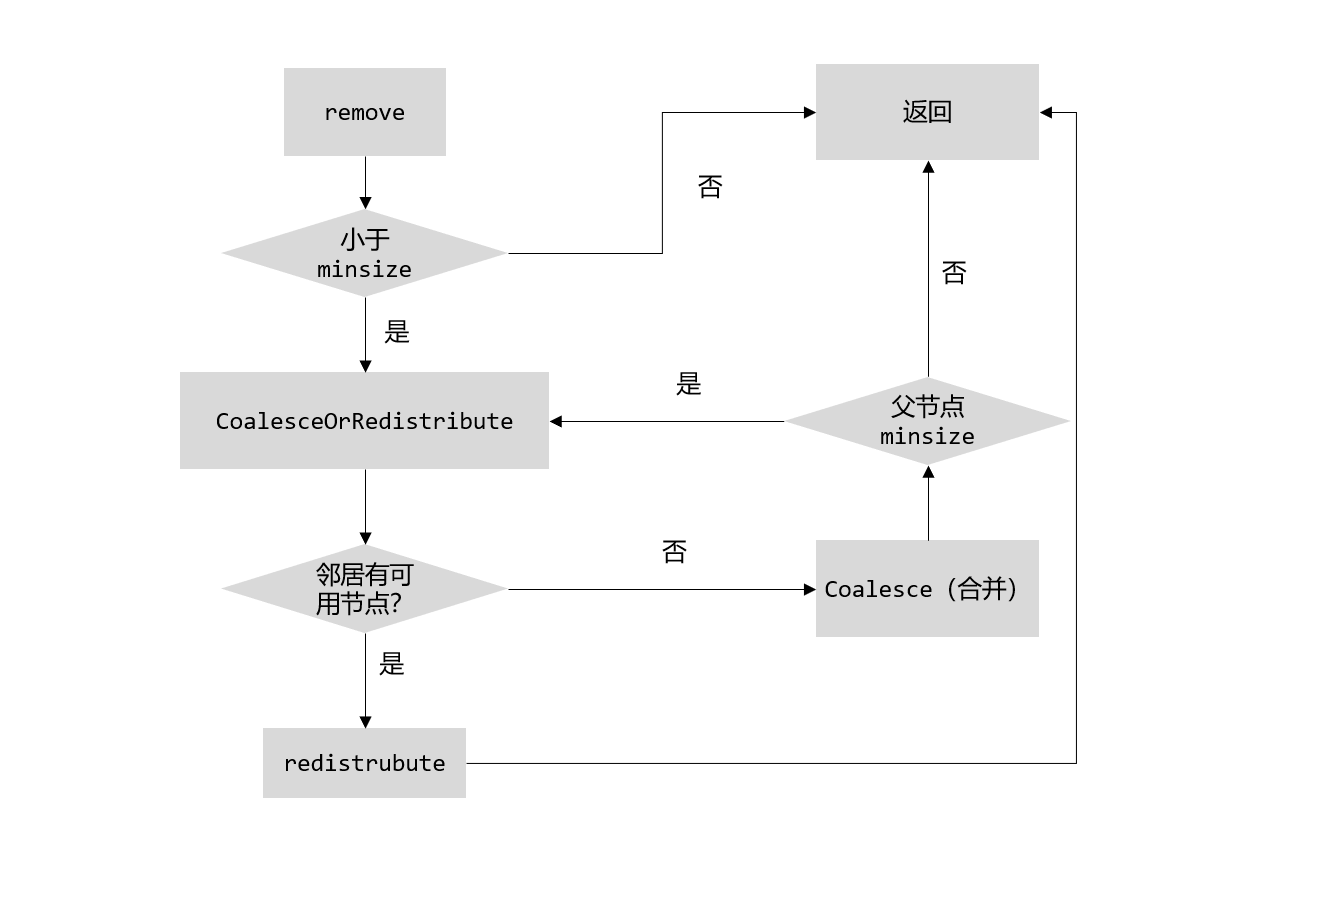 remove
返回
否
小于
minsize
否
是
是
父节点
minsize
CoalesceOrRedistribute
否
邻居有可
用节点?
Coalesce（合并）
是
redistrubute